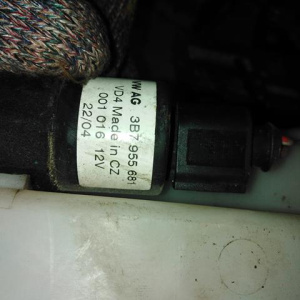 VW AG 3B7 955 681
VD4 Made in CZ
001 016 12V
22/04